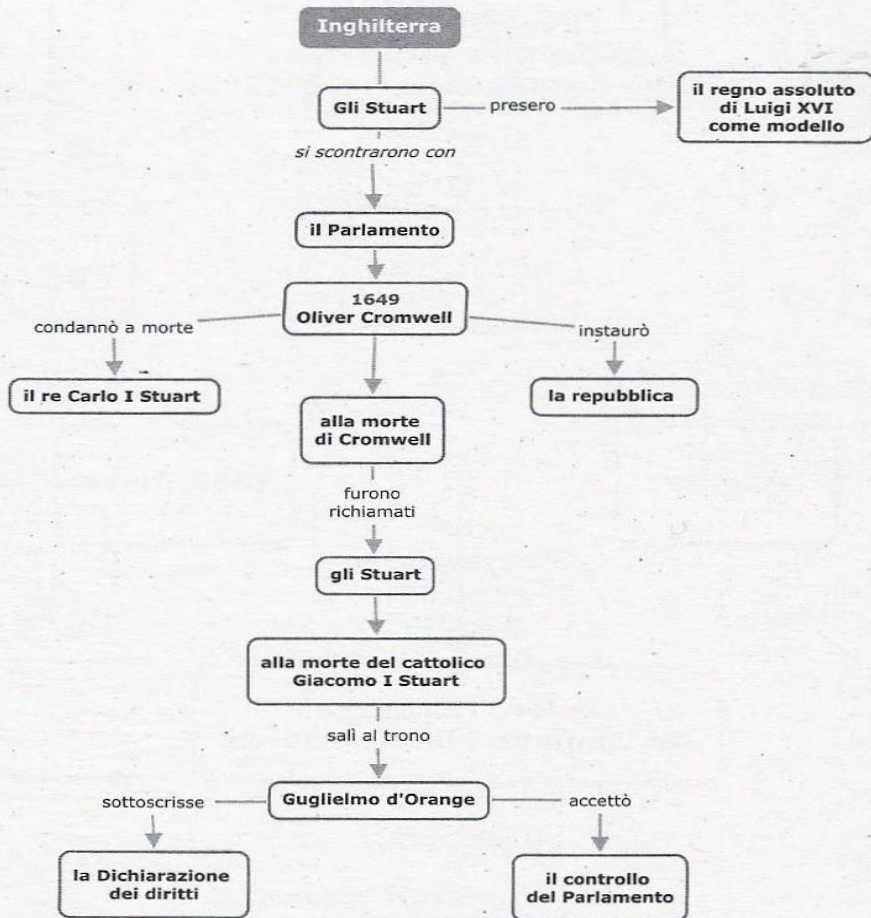 Inghilterra
Gli Stuart
presero
il regno assoluto
di Luigi XVI
come modello
si scontrarono con
il Parlamento
1649
Oliver Cromwell
condannò a morte
instaurò
il re Carlo I Stuart
la repubblica
alla morte
di Cromwell
furono
richiamati
gli Stuart
alla morte del cattolico
Giacomo I Stuart
salì al trono
Guglielmo d'Orange
sottoscrisse
accettò
la Dichiarazione
dei diritti
il controllo
del Parlamento